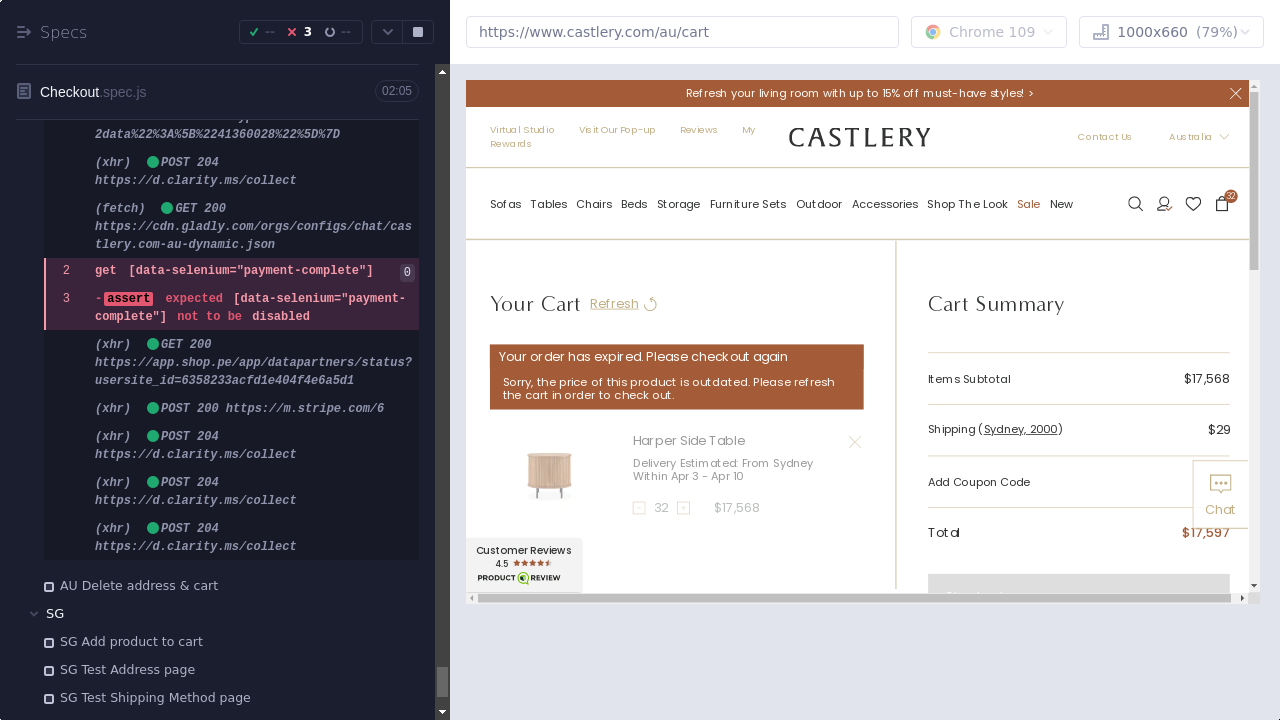 Specs
--
3
--
https://www.castlery.com/au/cart
Chrome 109
1000x660 (79%)
Checkout.spec.js
02:05
2data%22%3A%5B%2241360028%22%5D%7D
(xhr) POST 204
https://d.clarity.ms/collect
(fetch) GET 200
https://cdn.gladly.com/orgs/configs/chat/cas
tlery.com-au-dynamic.json
2 get [data-selenium="payment-complete"] 0
3 -assert expected [data-selenium="payment-
complete"] not to be disabled
(xhr) GET 200
https://app.shop.pe/app/datapartners/status?
usersite_id=6358233acfd1e404f4e6a5d1
(xhr) POST 200 https://m.stripe.com/6
(xhr) POST 204
https://d.clarity.ms/collect
(xhr) POST 204
https://d.clarity.ms/collect
(xhr) POST 204
https://d.clarity.ms/collect
AU Delete address & cart
SG
SG Add product to cart
SG Test Address page
SG Test Shipping Method page
Refresh your living room with up to 15% off must-have styles! >
Virtual Studio Visit Our Pop-up Reviews My
Rewards
CASTLERY
Contact Us Australia
Sofas Tables Chairs Beds Storage Furniture Sets Outdoor Accessories Shop The Look Sale New
32
Your Cart Refresh
Your order has expired. Please checkout again
Sorry, the price of this product is outdated. Please refresh
the cart in order to check out.
Harper Side Table
Delivery Estimated: From Sydney
Within Apr 3 - Apr 10
- 32 + $17,568
Customer Reviews
4.5
PRODUCT REVIEW
Cart Summary
Items Subtotal $17,568
Shipping (Sydney, 2000) $29
Add Coupon Code
Chat
Total $17,597